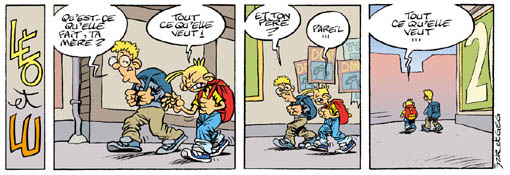 LÉO
et
LU
QU'EST-CE
QU'ELLE
FAIT, TA
MÈRE ?
TOUT
CE QU'ELLE
VEUT !
ET TON
PÈRE
?
PAREIL
!!!
TOUT
CE QU'ELLE
VEUT
...
2